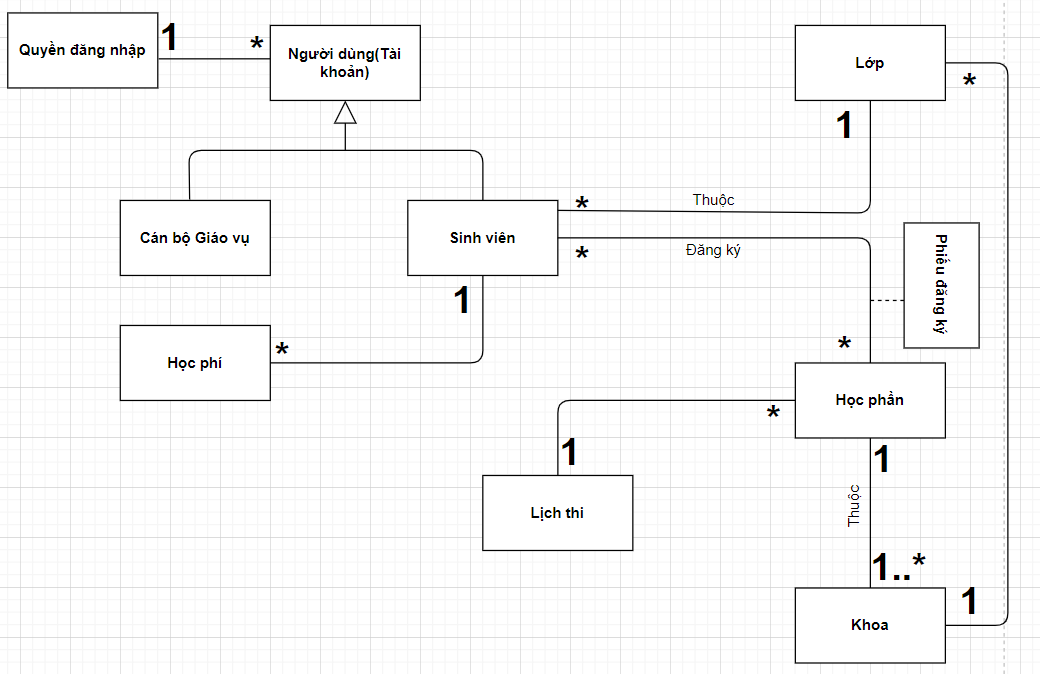 Quyền đăng nhập
1
*
Người dùng(Tài
khoản)
Lớp
*
1
Cán bộ Giáo vụ
Sinh viên
*
Thuộc
*
Đăng ký
Phiếu đăng ký
1
*
Học phí
*
Học phần
*
1
1
Thuộc
Lịch thi
1..*
1
Khoa